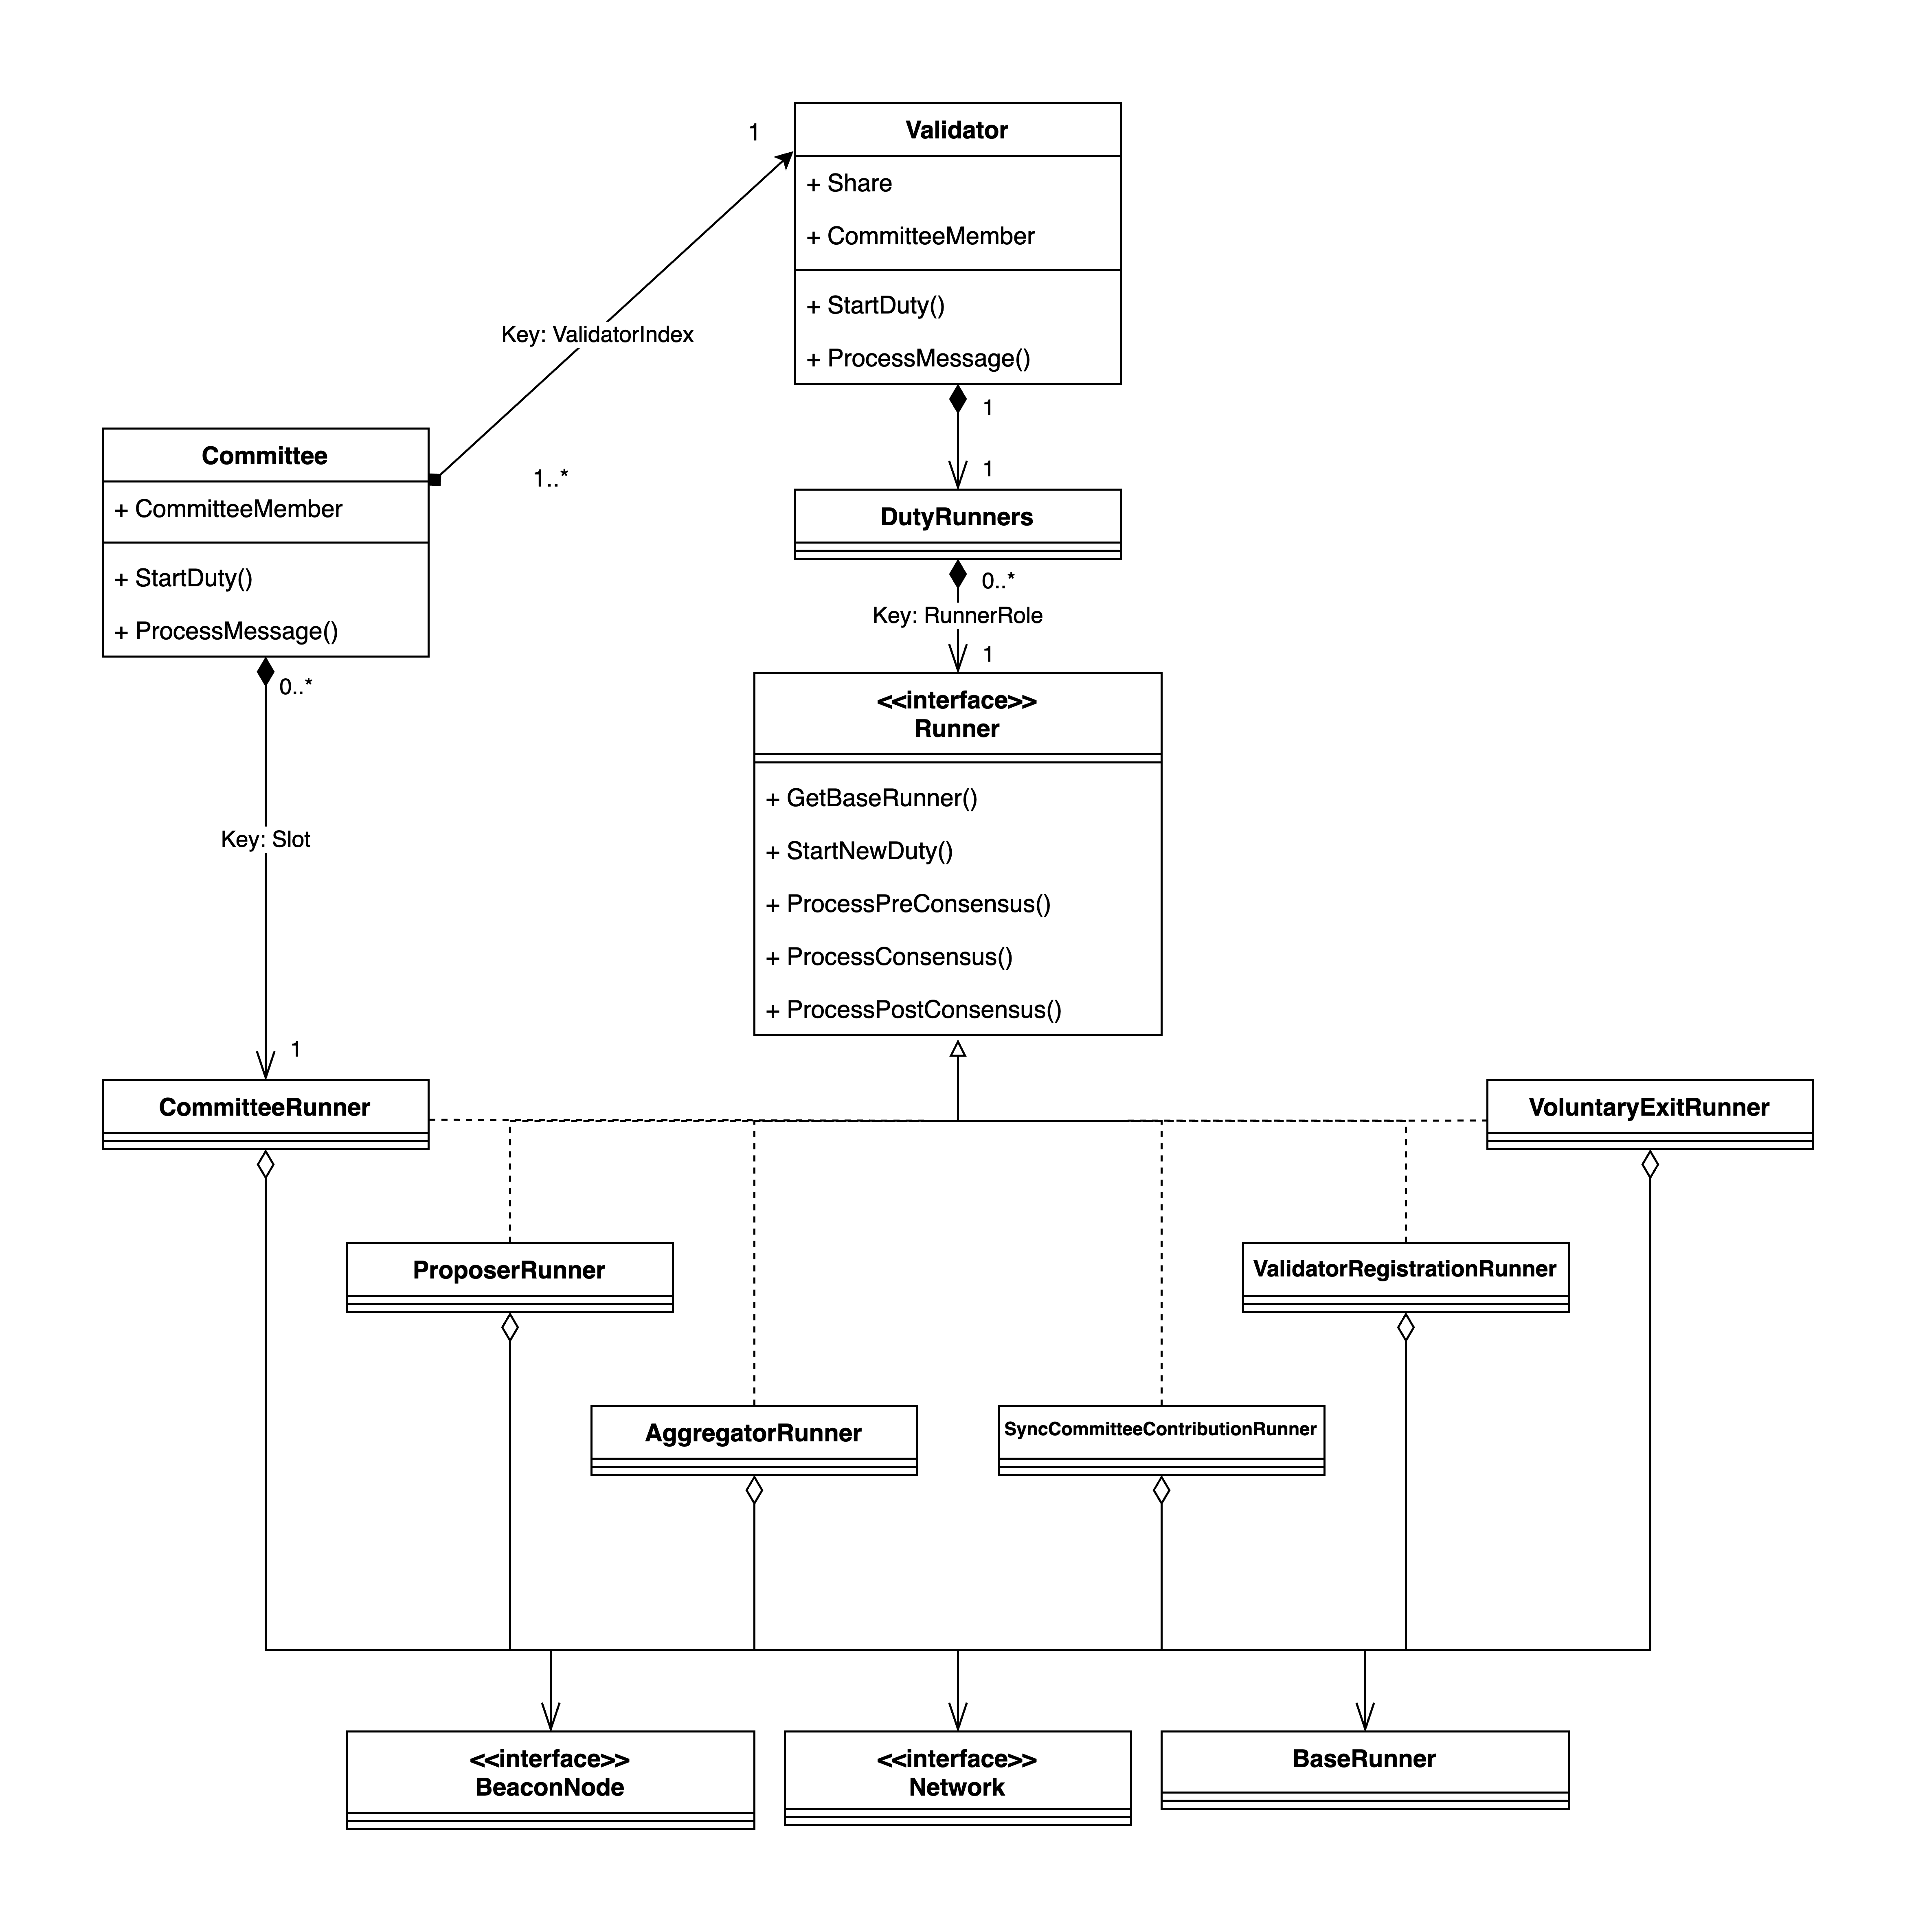 Validator
+ Share
+ CommitteeMember
+ StartDuty()
+ ProcessMessage()
1
Key: ValidatorIndex
1..*
Committee
+ CommitteeMember
+ StartDuty()
+ ProcessMessage()
1
1
DutyRunners
0..*
Key: RunnerRole
1
<<interface>>
Runner
+ GetBaseRunner()
+ StartNewDuty()
+ ProcessPreConsensus()
+ ProcessConsensus()
+ ProcessPostConsensus()
0..*
Key: Slot
1
CommitteeRunner
VoluntaryExitRunner
ProposerRunner
ValidatorRegistrationRunner
AggregatorRunner
SyncCommitteeContributionRunner
<<interface>>
BeaconNode
<<interface>>
Network
BaseRunner